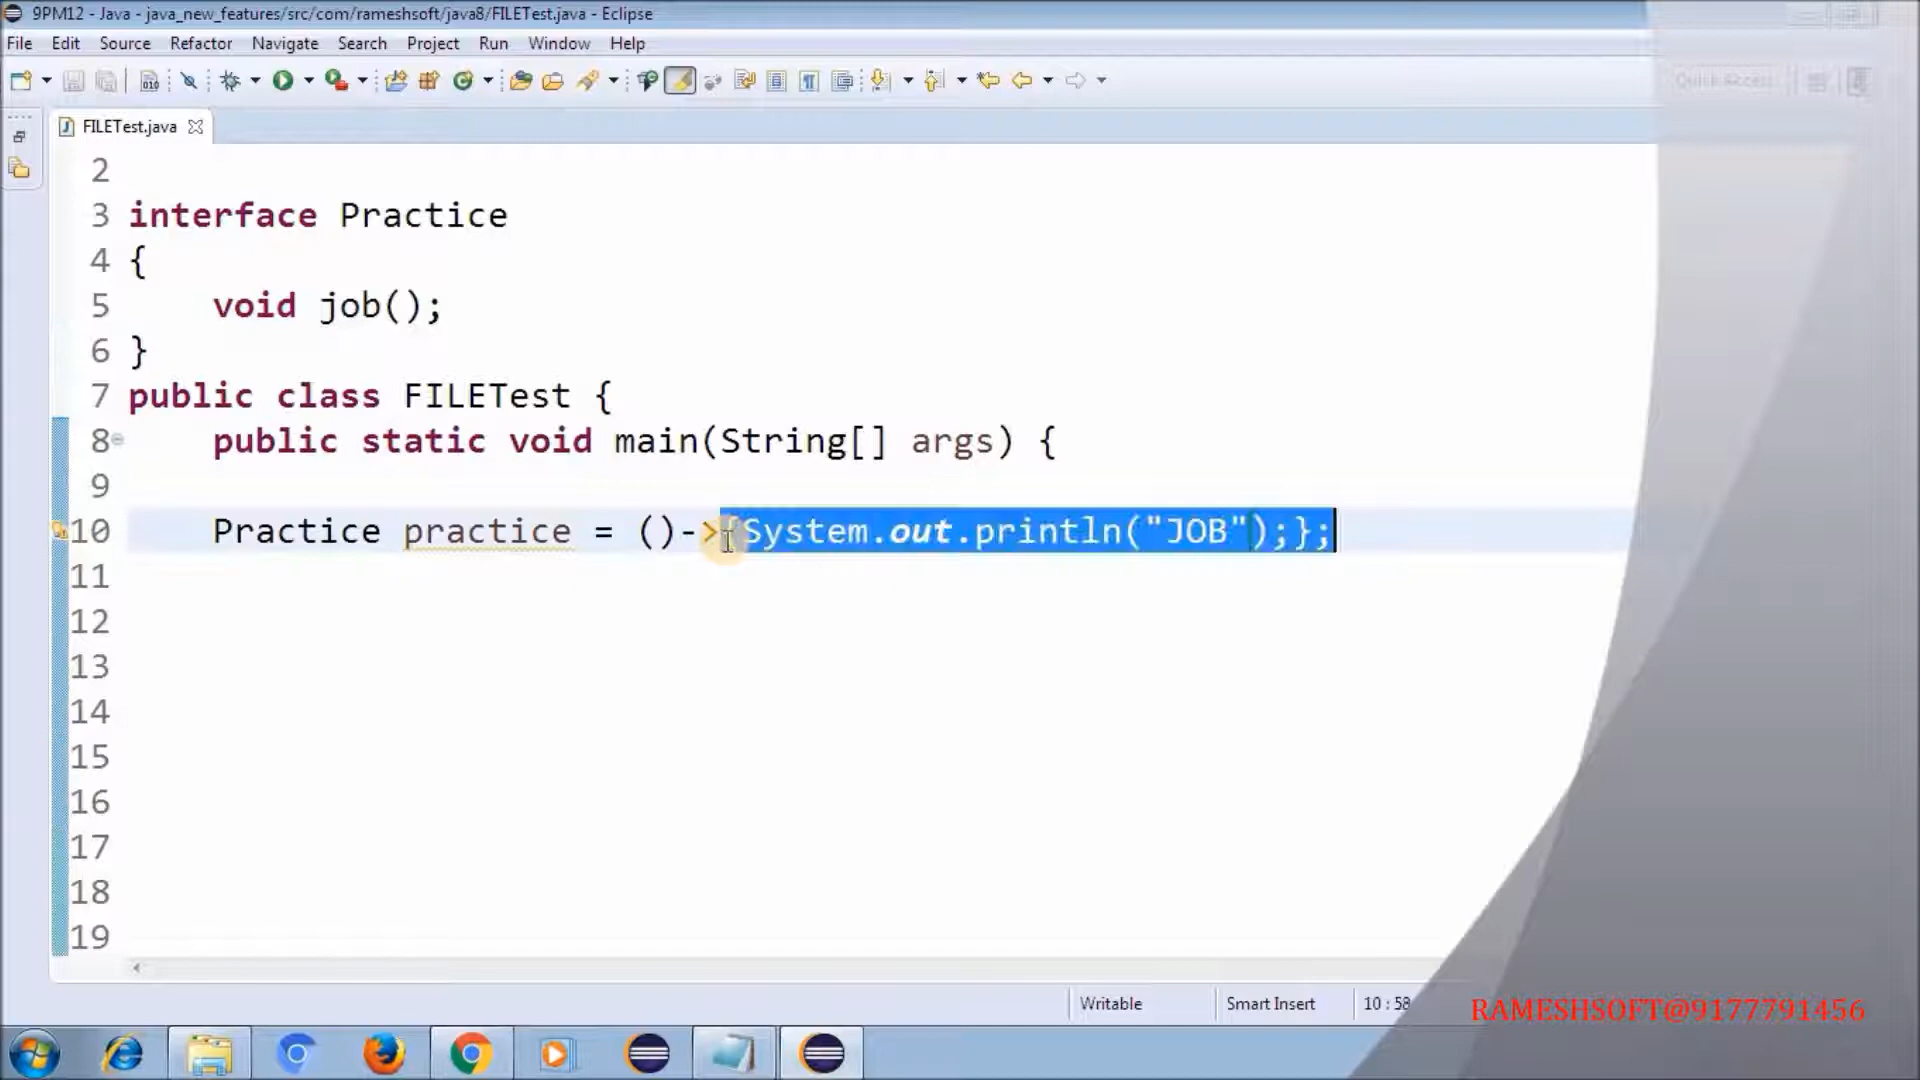 9PM12 - Java - java_new_features/src/com/rameshsoft/java8/FILETest.java - Eclipse
File Edit Source Refactor Navigate Search Project Run Window Help
Quick Access
FILETest.java
2
3 interface Practice
4 {
5 void job();
6 }
7 public class FILETest {
8 public static void main(String[] args) {
9
10 Practice practice = ()->{System.out.println("JOB");};
11
12
13
14
15
16
17
18
19
Writable Smart Insert 10 : 58
RAMESHSOFT@9177791456